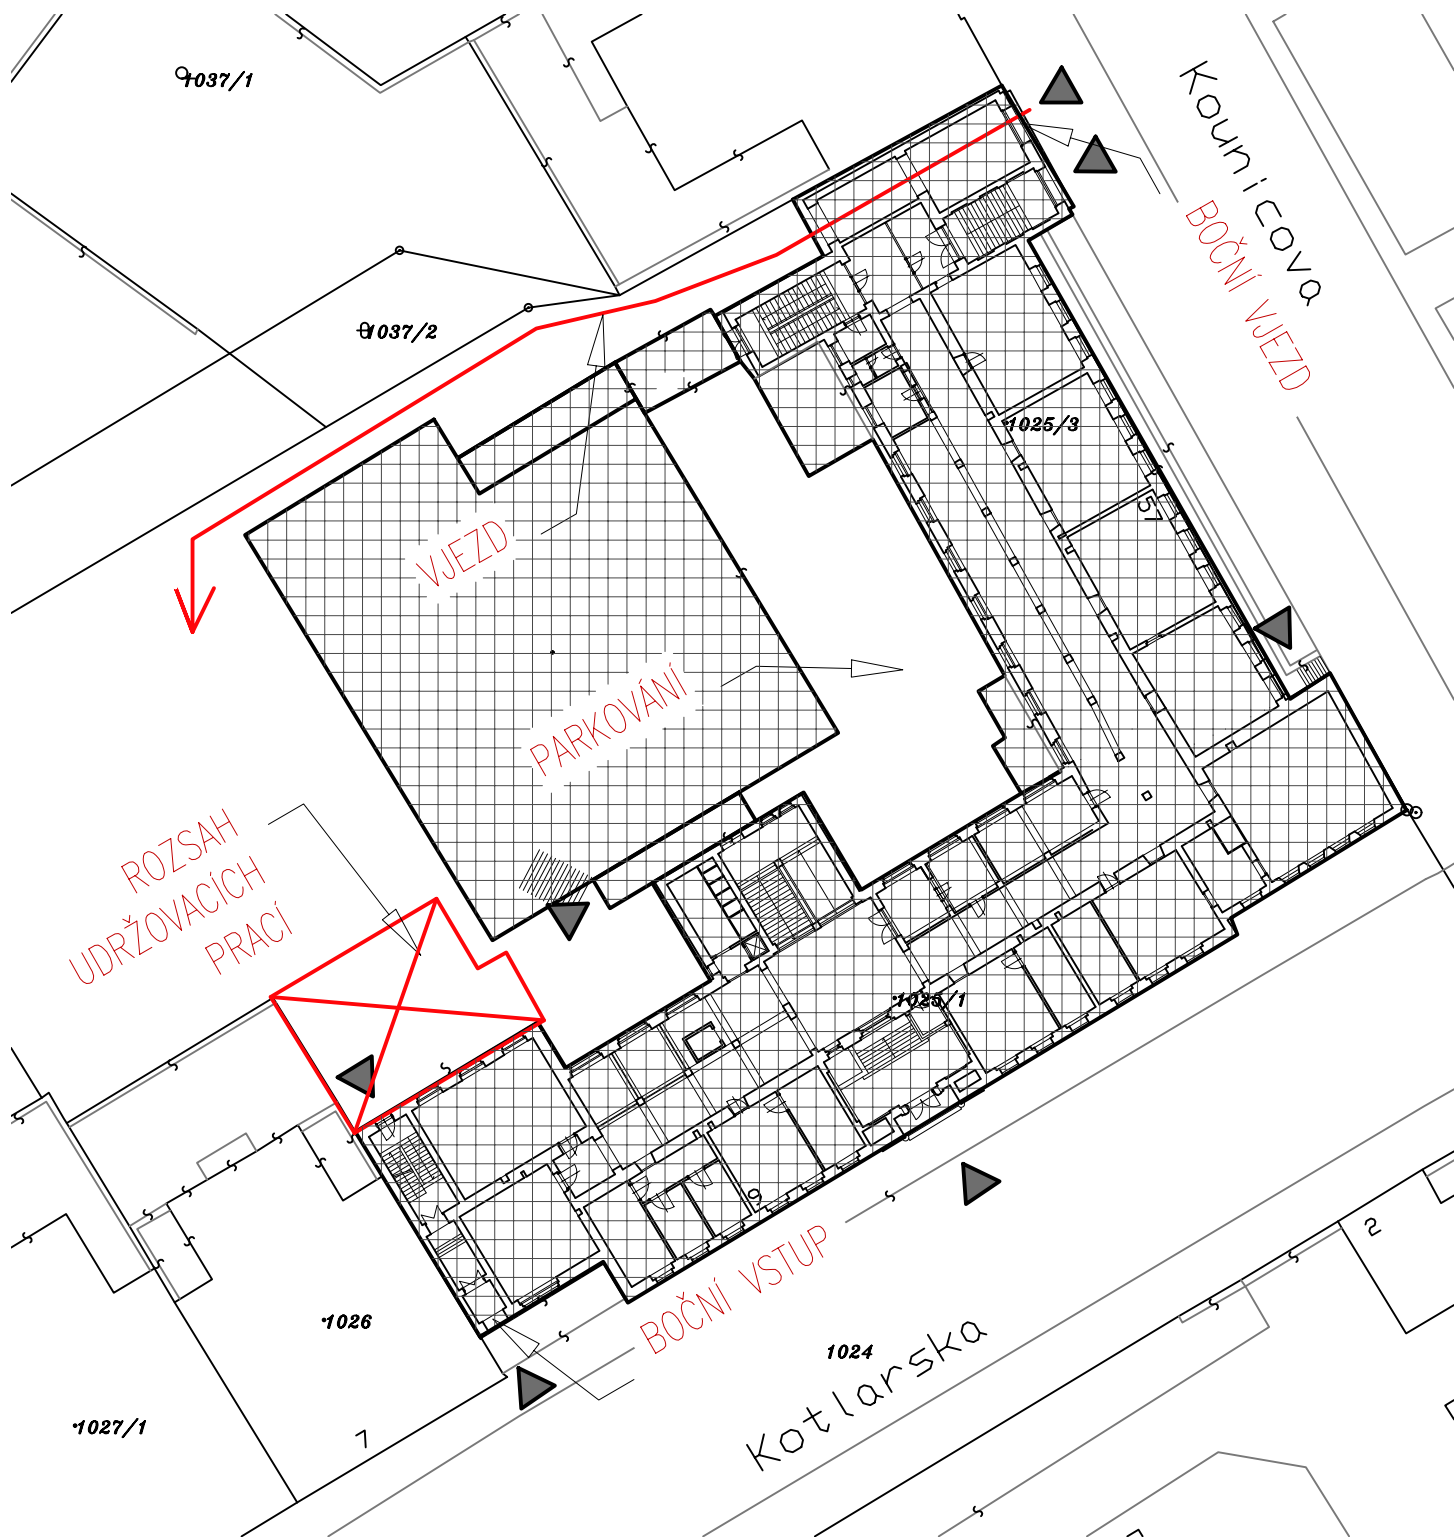 1037/1
Kounicova
BOČNÍ VJEZD
1037/2
1025/3
57
VJEZD
PARKOVÁNÍ
ROZSAH
UDRŽOVACÍCH
PRACÍ
1025/1
9
BOČNÍ VSTUP
2
1026
1024
Kotlarska
1027/1
7